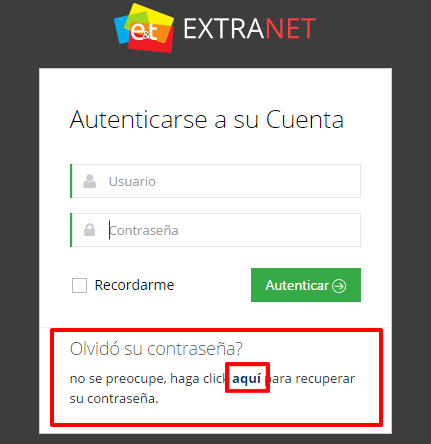 e&t EXTRANET
Autenticarse a su Cuenta
Usuario
Contraseña
Recordarme
Autenticar
Olvidó su contraseña?
no se preocupe, haga click aquí para recuperar
su contraseña.